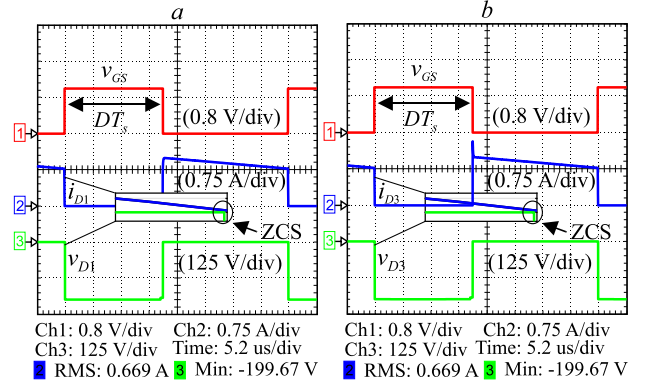 a
v_GS
DT_s
(0.8 V/div)
1
(0.75 A/div)
i_D1
2
ZCS
3
v_D1
(125 V/div)
Ch1: 0.8 V/div Ch2: 0.75 A/div
Ch3: 125 V/div Time: 5.2 us/div
2 RMS: 0.669 A 3 Min: -199.67 V
b
v_GS
DT_s
(0.8 V/div)
1
(0.75 A/div)
i_D3
2
ZCS
3
v_D3
(125 V/div)
Ch1: 0.8 V/div Ch2: 0.75 A/div
Ch3: 125 V/div Time: 5.2 us/div
2 RMS: 0.669 A 3 Min: -199.67 V